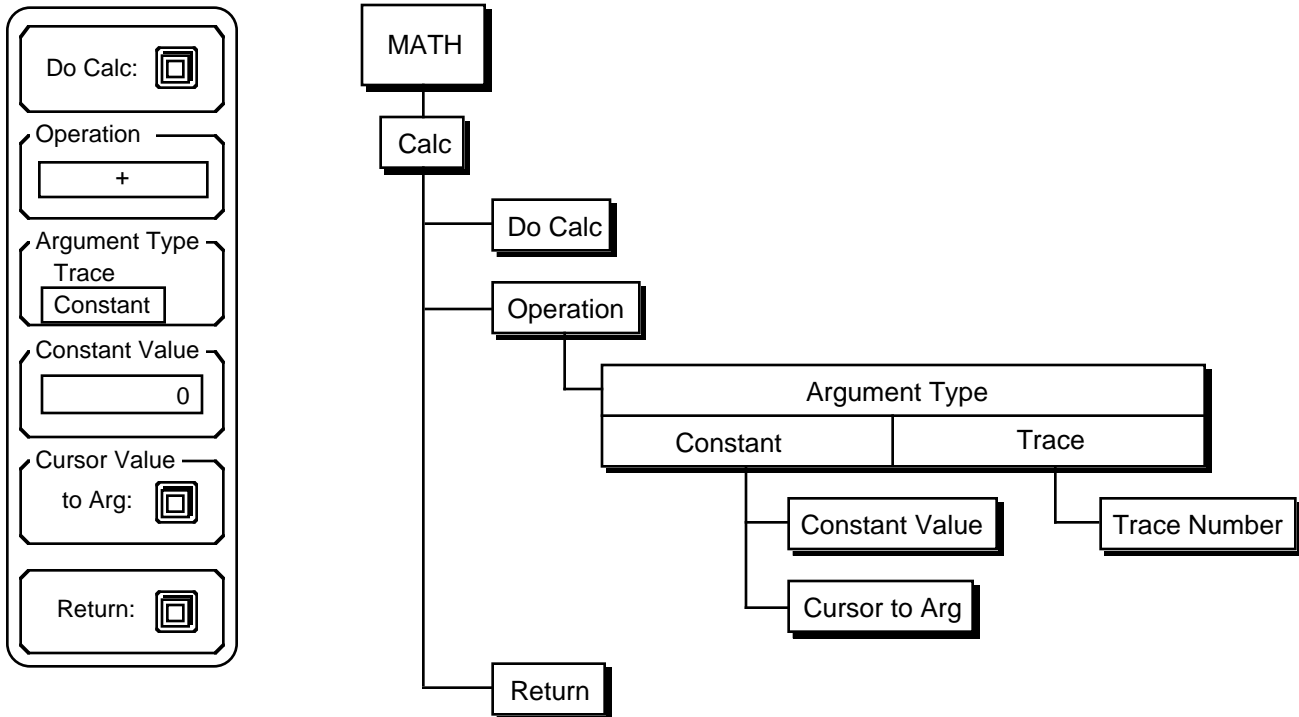 Do Calc:
Operation
+
Argument Type
Trace
Constant
Constant Value
0
Cursor Value
to Arg:
Return:
MATH
Calc
Do Calc
Operation
Argument Type
Constant
Trace
Constant Value
Trace Number
Cursor to Arg
Return